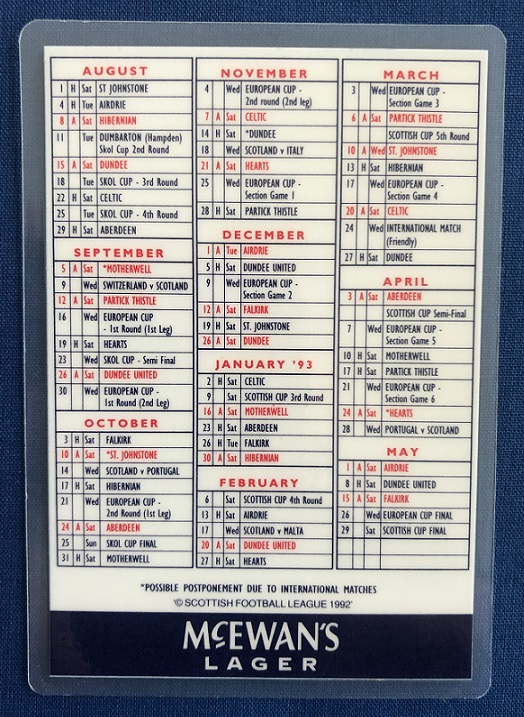 AUGUST
1 H Sat ST JOHNSTONE
4 H Tue AIRDRIE
8 A Sat HIBERNIAN
11 Tue DUMBARTON (Hampden)
Skol Cup 2nd Round
15 A Sat DUNDEE
18 Tue SKOL CUP - 3rd Round
22 H Sat CELTIC
25 Tue SKOL CUP - 4th Round
29 H Sat ABERDEEN
SEPTEMBER
5 A Sat *MOTHERWELL
9 Wed SWITZERLAND v SCOTLAND
12 A Sat PARTICK THISTLE
16 Wed EUROPEAN CUP
- 1st Round (1st Leg)
19 H Sat HEARTS
23 Wed SKOL CUP - Semi Final
26 A Sat DUNDEE UNITED
30 Wed EUROPEAN CUP -
1st Round (2nd Leg)
OCTOBER
3 H Sat FALKIRK
10 A Sat *ST. JOHNSTONE
14 Wed SCOTLAND v PORTUGAL
17 H Sat HIBERNIAN
21 Wed EUROPEAN CUP -
2nd Round (1st Leg)
24 A Sat ABERDEEN
25 Sun SKOL CUP FINAL
31 H Sat MOTHERWELL
NOVEMBER
4 Wed EUROPEAN CUP -
2nd round (2nd leg)
7 A Sat CELTIC
14 H Sat *DUNDEE
18 Wed SCOTLAND v ITALY
21 A Sat HEARTS
25 Wed EUROPEAN CUP -
Section Game 1
28 H Sat PARTICK THISTLE
DECEMBER
1 A Tue AIRDRIE
5 H Sat DUNDEE UNITED
9 Wed EUROPEAN CUP -
Section Game 2
12 A Sat FALKIRK
19 H Sat ST. JOHNSTONE
26 A Sat DUNDEE
JANUARY '93
2 H Sat CELTIC
9 Sat SCOTTISH CUP 3rd Round
16 A Sat MOTHERWELL
23 H Sat ABERDEEN
26 H Tue FALKIRK
30 A Sat HIBERNIAN
FEBRUARY
6 Sat SCOTTISH CUP 4th Round
13 H Sat AIRDRIE
17 Wed SCOTLAND v MALTA
20 A Sat DUNDEE UNITED
27 H Sat HEARTS
MARCH
3 Wed EUROPEAN CUP -
Section Game 3
6 A Sat PARTICK THISTLE
SCOTTISH CUP 5th Round
10 A Wed ST. JOHNSTONE
13 H Sat HIBERNIAN
17 Wed EUROPEAN CUP -
Section Game 4
20 A Sat CELTIC
24 Wed INTERNATIONAL MATCH
(Friendly)
27 H Sat DUNDEE
APRIL
3 A Sat ABERDEEN
SCOTTISH CUP Semi-Final
7 Wed EUROPEAN CUP -
Section Game 5
10 H Sat MOTHERWELL
17 H Sat PARTICK THISTLE
21 Wed EUROPEAN CUP -
Section Game 6
24 A Sat *HEARTS
28 Wed PORTUGAL v SCOTLAND
MAY
1 A Sat AIRDRIE
8 H Sat DUNDEE UNITED
15 A Sat FALKIRK
26 Wed EUROPEAN CUP FINAL
29 Sat SCOTTISH CUP FINAL
*POSSIBLE POSTPONEMENT DUE TO INTERNATIONAL MATCHES
'© SCOTTISH FOOTBALL LEAGUE 1992'
McEWAN'S
LAGER